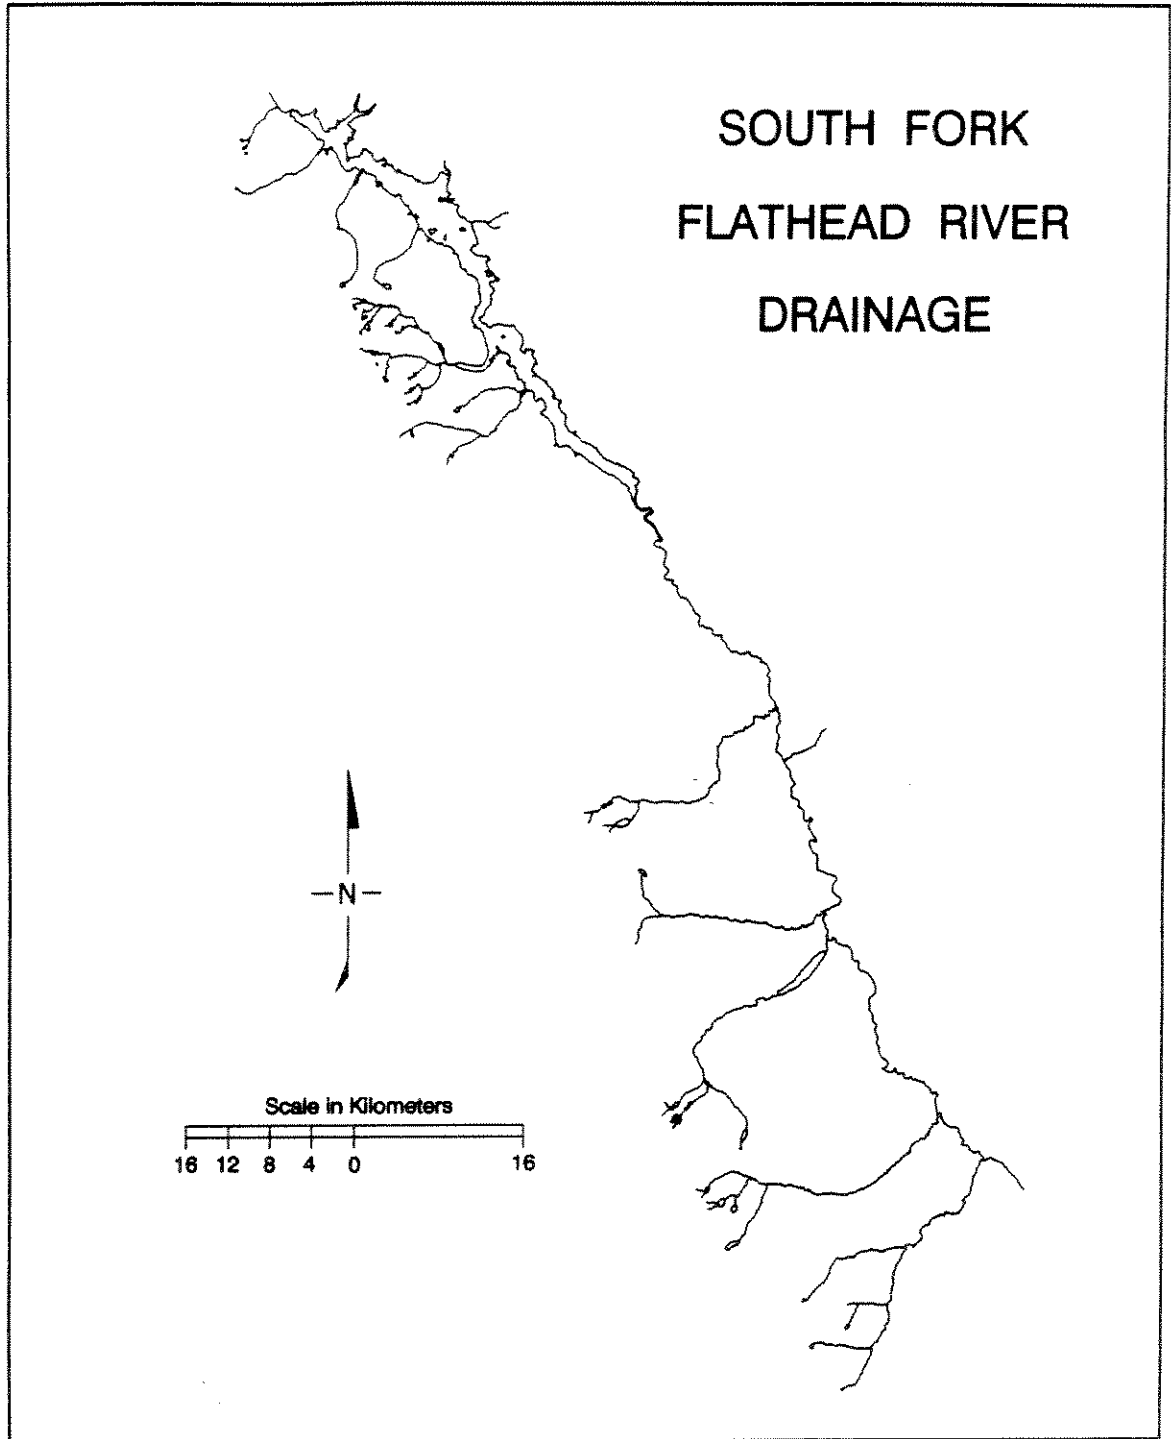 SOUTH FORK
FLATHEAD RIVER
DRAINAGE
N
Scale in Kilometers
16 12 8 4 0 16